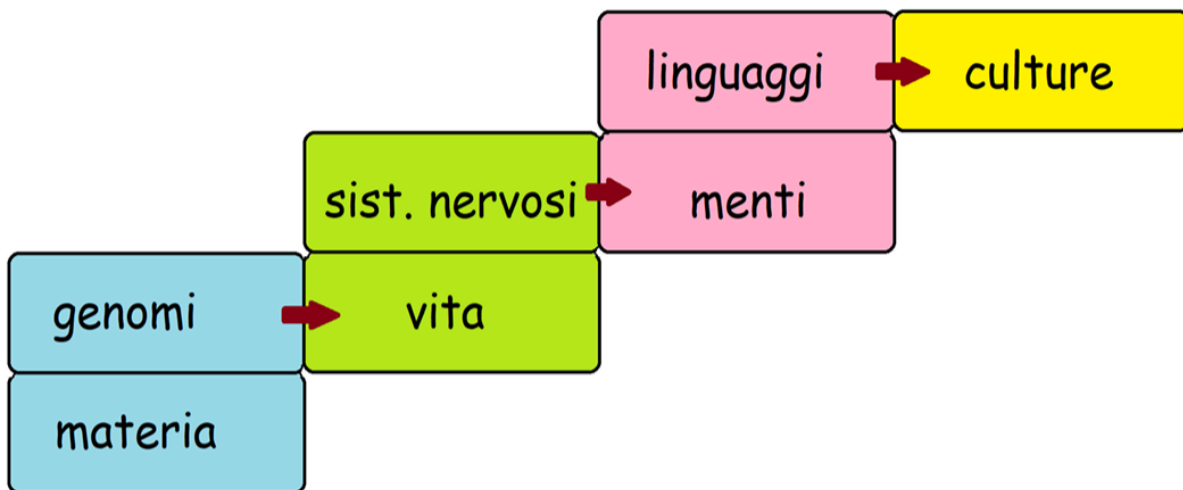 linguaggi culture
sist. nervosi menti
genomi vita
materia